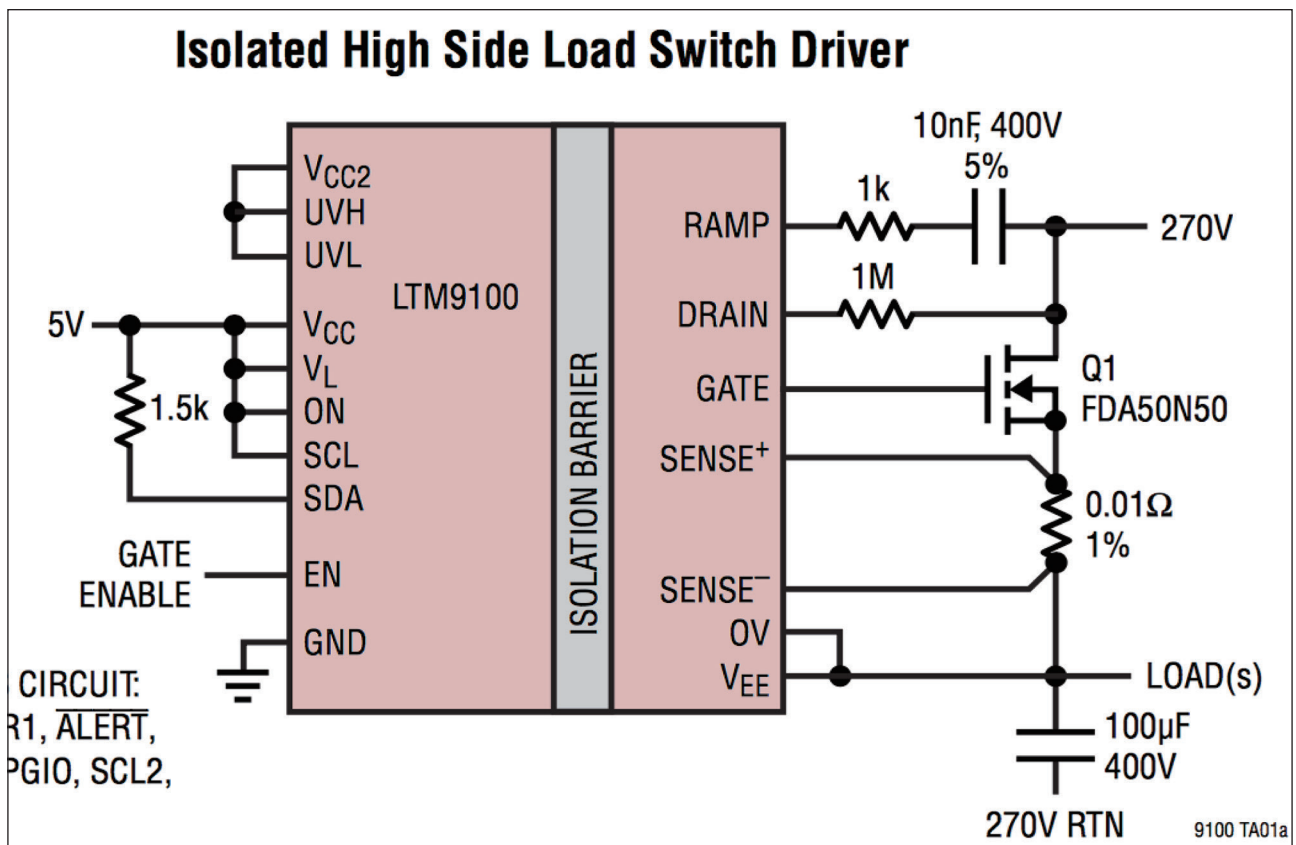 Isolated High Side Load Switch Driver
10nF, 400V
5%
VCC2
UVH
UVL
LTM9100
RAMP
1k
270V
1M
DRAIN
5V
VCC
VL
ON
SCL
SDA
1.5k
ISOLATION BARRIER
GATE
Q1
FDA50N50
SENSE+
0.01Ω
1%
GATE
ENABLE
EN
SENSE−
OV
GND
VEE
LOAD(s)
CIRCUIT:
R1, ALERT,
PGIO, SCL2,
100µF
400V
270V RTN
9100 TA01a